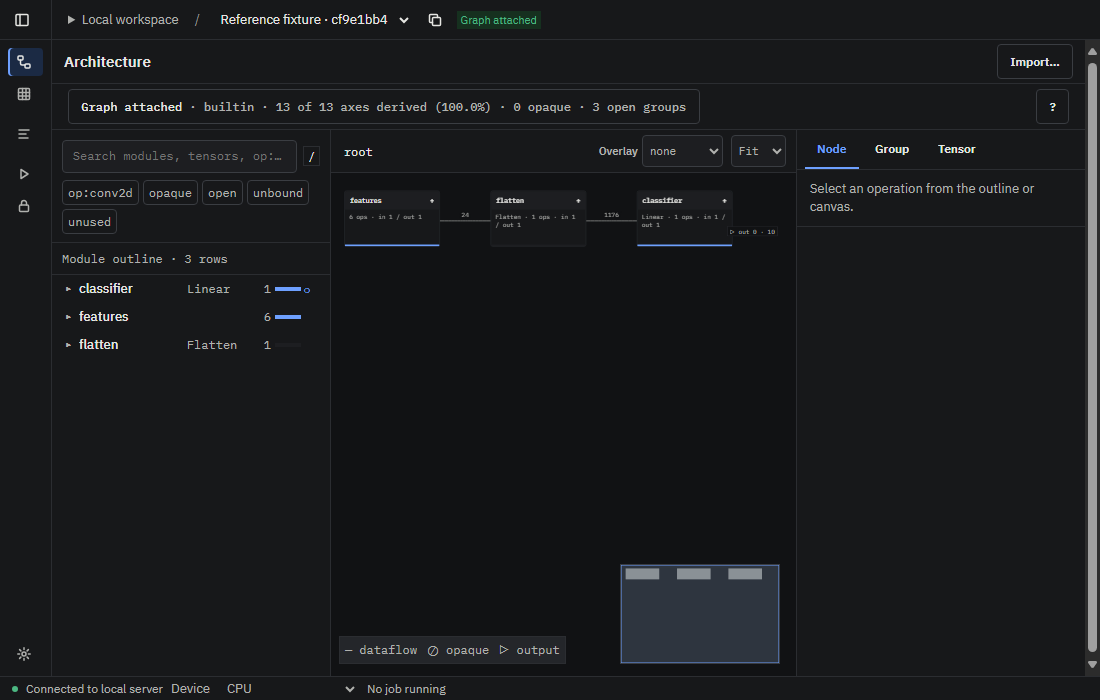 Local workspace / Reference fixture · cf9e1bb4 Graph attached
Architecture Import...
Graph attached · builtin · 13 of 13 axes derived (100.0%) · 0 opaque · 3 open groups ?
Search modules, tensors, op:… /
op:conv2d opaque open unbound
unused
Module outline · 3 rows
classifier Linear 1
features 6
flatten Flatten 1
root Overlay none Fit
features +
6 ops · in 1 / out 1
24
flatten +
Flatten · 1 ops · in 1
/ out 1
1176
classifier +
Linear · 1 ops · in 1 /
out 1
out 0 · 10
— dataflow opaque output
Node Group Tensor
Select an operation from the outline or
canvas.
Connected to local server Device CPU No job running